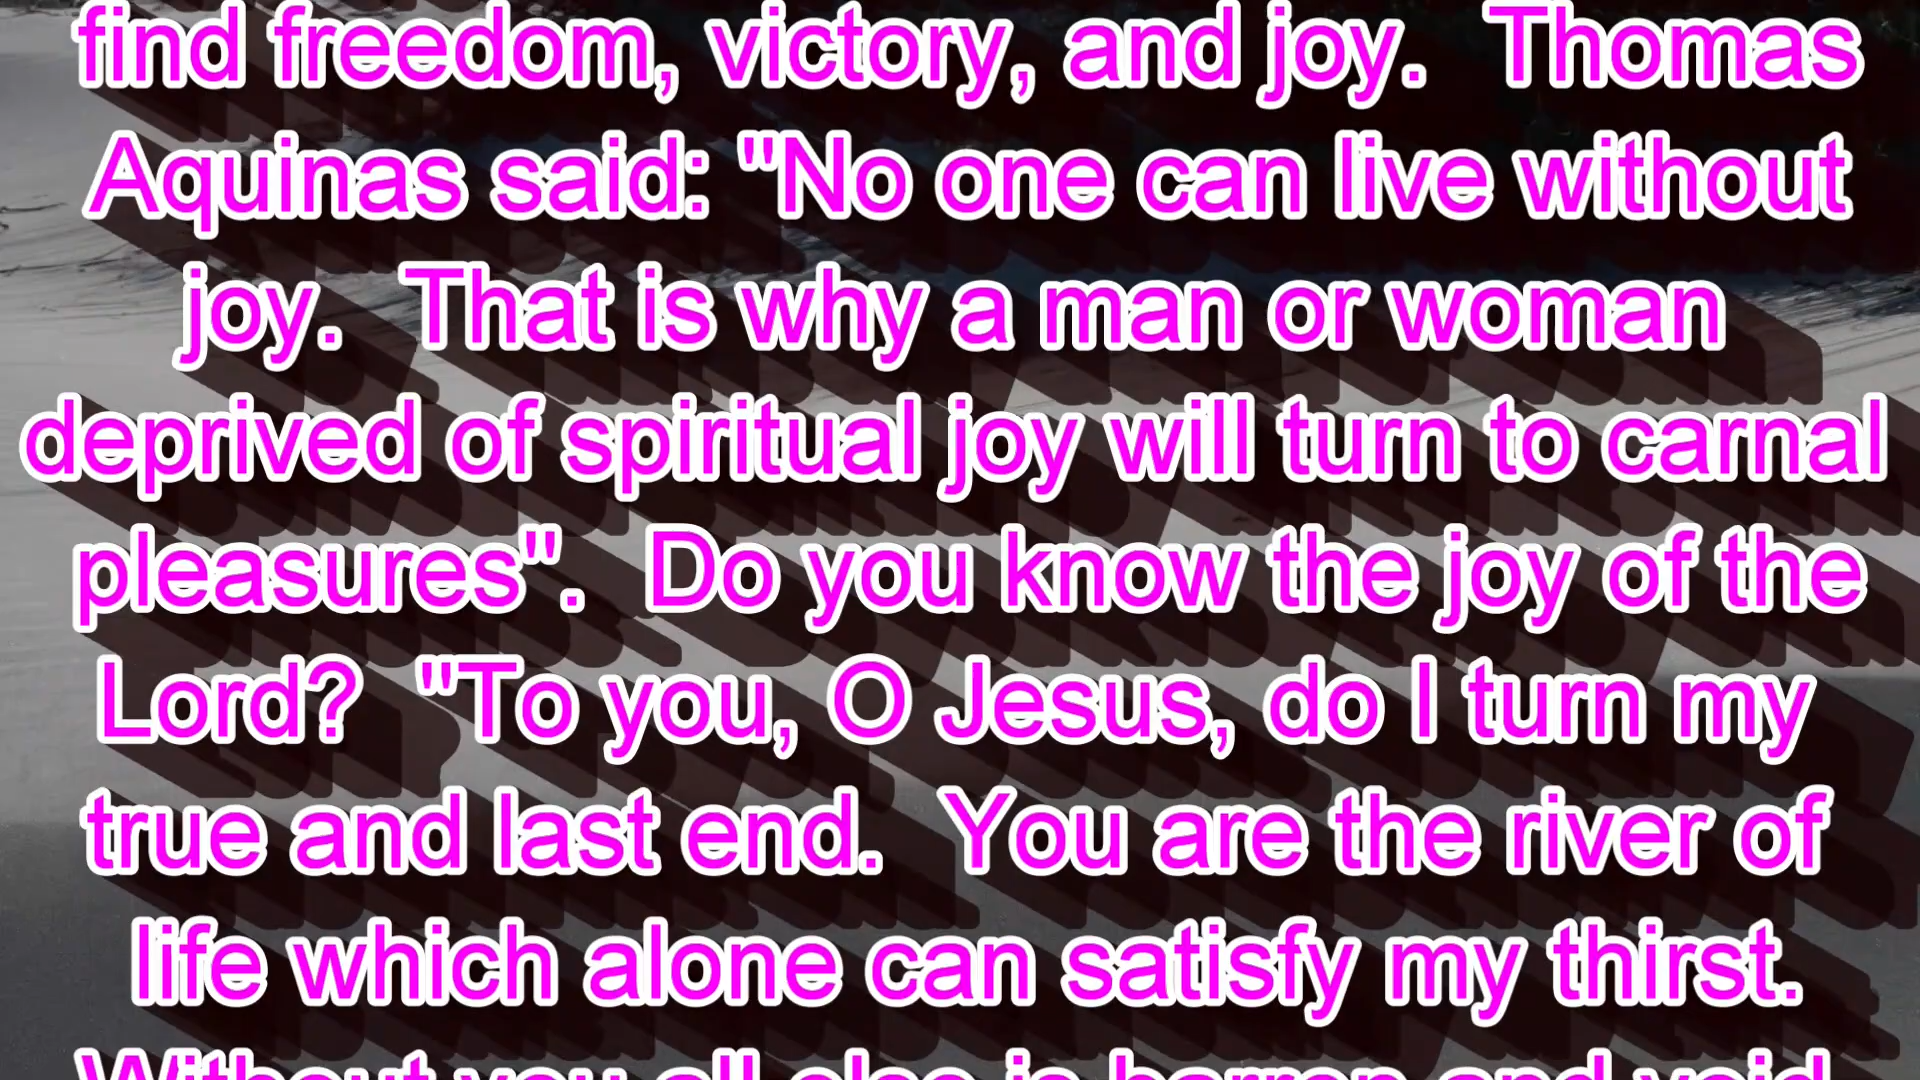 find freedom, victory, and joy. Thomas
Aquinas said: "No one can live without
joy. That is why a man or woman
deprived of spiritual joy will turn to carnal
pleasures". Do you know the joy of the
Lord? "To you, O Jesus, do I turn my
true and last end. You are the river of
life which alone can satisfy my thirst.
Without you all else is barren and void.